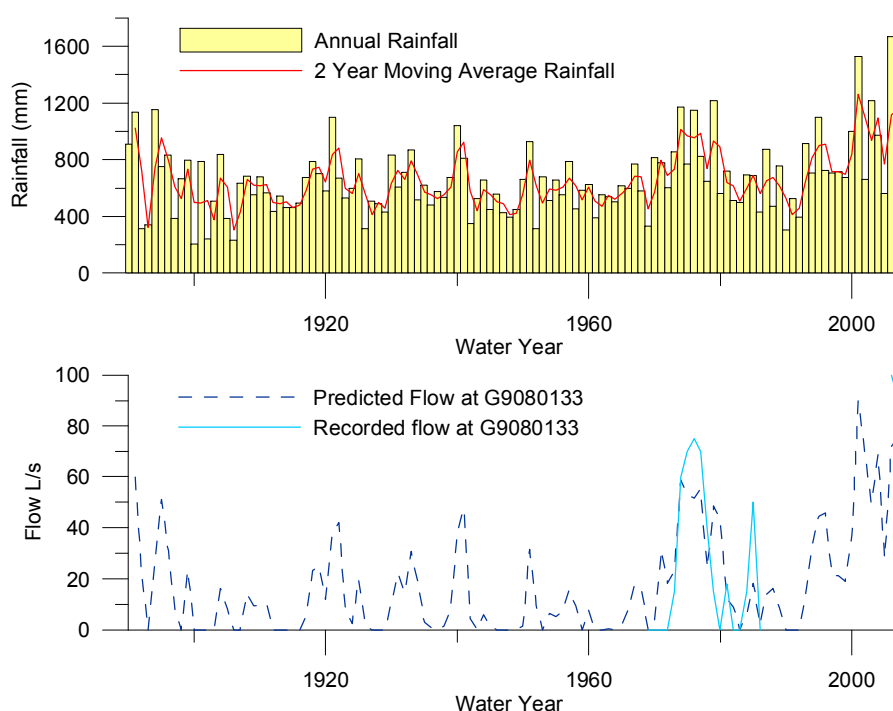 Annual Rainfall
2 Year Moving Average Rainfall
Rainfall (mm)
1600
1200
800
400
0
1920
1960
2000
Water Year
Predicted Flow at G9080133
Recorded flow at G9080133
Flow L/s
100
80
60
40
20
0
1920
1960
2000
Water Year